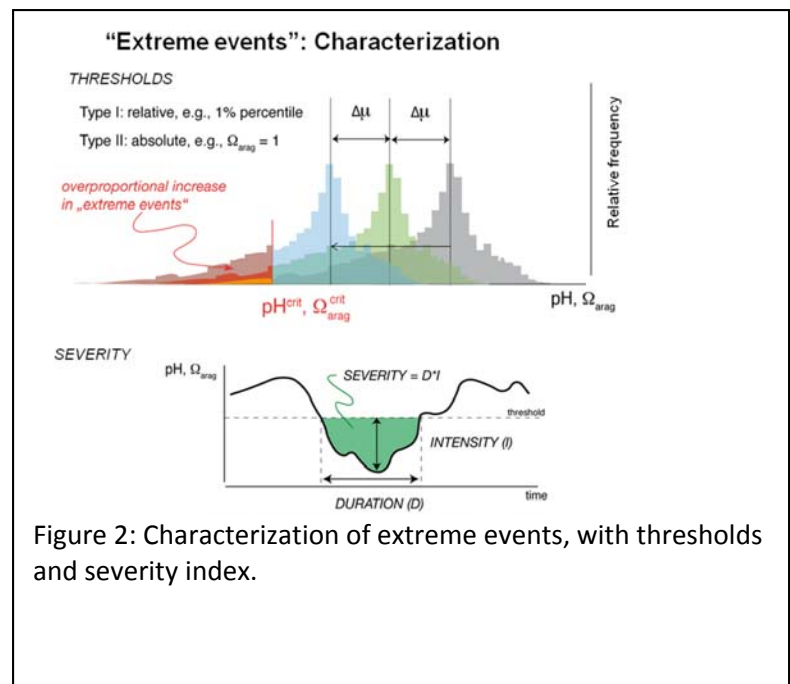 “Extreme events”: Characterization
THRESHOLDS
Type I: relative, e.g., 1% percentile
Type II: absolute, e.g., Ωarag = 1
Δμ Δμ
overproportional increase
in „extreme events“
Relative frequency
pHcrit, Ωcritarag
pH, Ωarag
SEVERITY
pH, Ωarag
SEVERITY = D*I
threshold
INTENSITY (I)
time
DURATION (D)
Figure 2: Characterization of extreme events, with thresholds
and severity index.